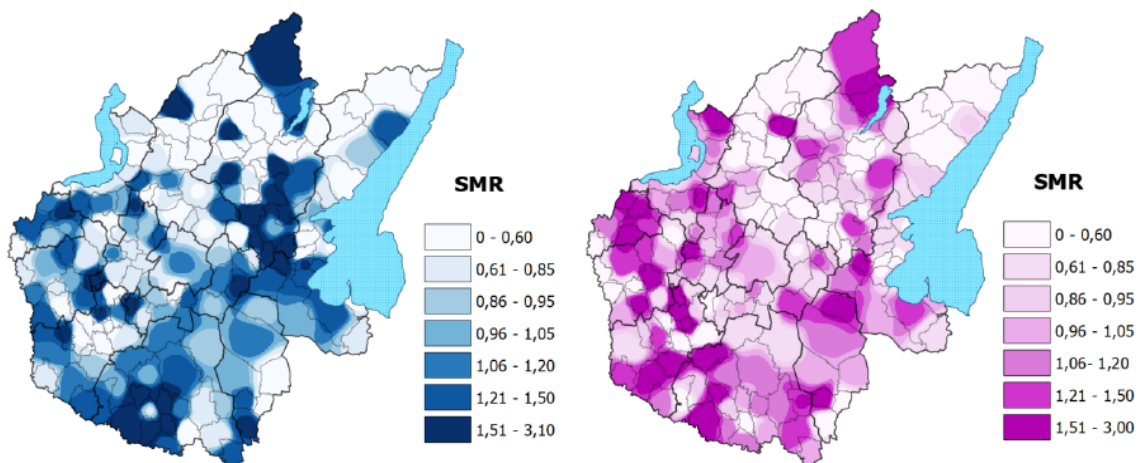 SMR
0 - 0,60
0,61 - 0,85
0,86 - 0,95
0,96 - 1,05
1,06 - 1,20
1,21 - 1,50
1,51 - 3,10
SMR
0 - 0,60
0,61 - 0,85
0,86 - 0,95
0,96 - 1,05
1,06- 1,20
1,21 - 1,50
1,51 - 3,00